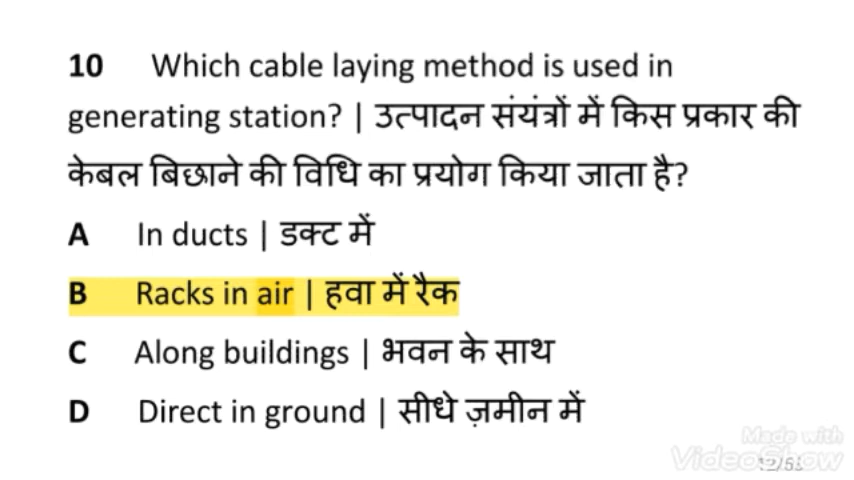 10 Which cable laying method is used in
generating station? | उत्पादन संयंत्रों में किस प्रकार की
केबल बिछाने की विधि का प्रयोग किया जाता है?
A In ducts | डक्ट में
B Racks in air | हवा में रैक
C Along buildings | भवन के साथ
D Direct in ground | सीधे ज़मीन में
Made with
VideoShow